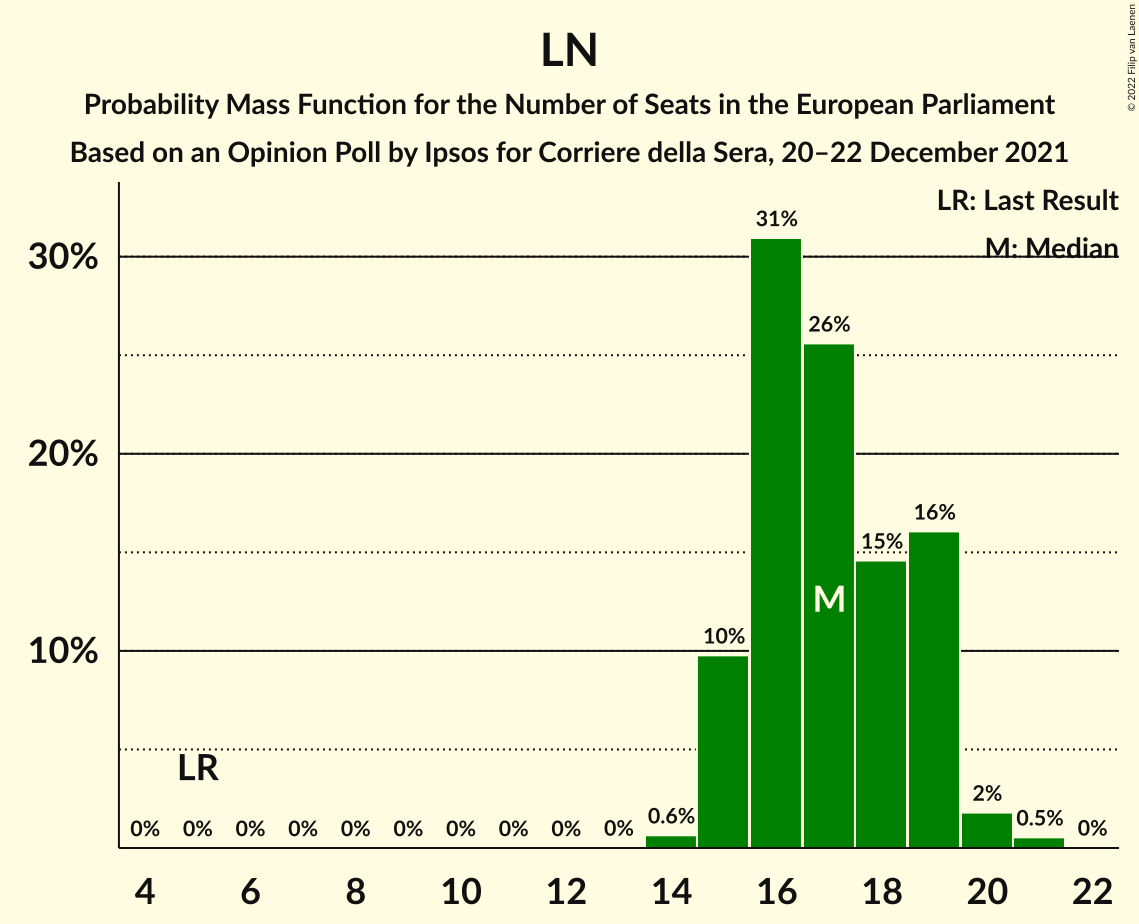 LN
Probability Mass Function for the Number of Seats in the European Parliament
Based on an Opinion Poll by Ipsos for Corriere della Sera, 20–22 December 2021
© 2022 Filip van Laenen
LR: Last Result
M: Median
30%
20%
10%
31%
26%
16%
15%
10%
M
LR
0% 0% 0% 0% 0% 0% 0% 0% 0% 0% 0.6% 2% 0.5% 0%
4 6 8 10 12 14 16 18 20 22